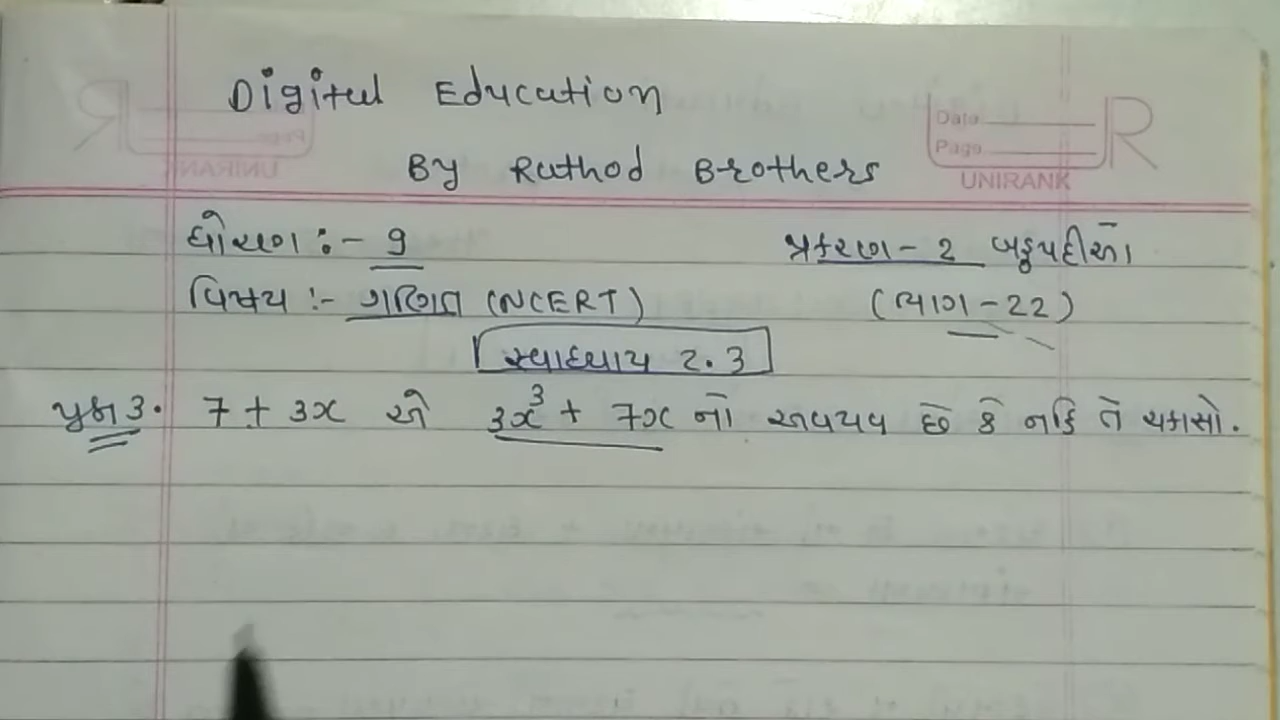 Digital Education
By Rathod Brothers
Date
Page
UNIRANK
ધોરણ :- 9
પ્રકરણ - 2 બહુપદીઓ
વિષય :- ગણિત (NCERT)
(ભાગ - 22)
સ્વાધ્યાય 2.3
પ્રશ્ન 3. 7 + 3x એ 3x³ + 7x નો અવયવ છે કે નહિ તે ચકાસો.